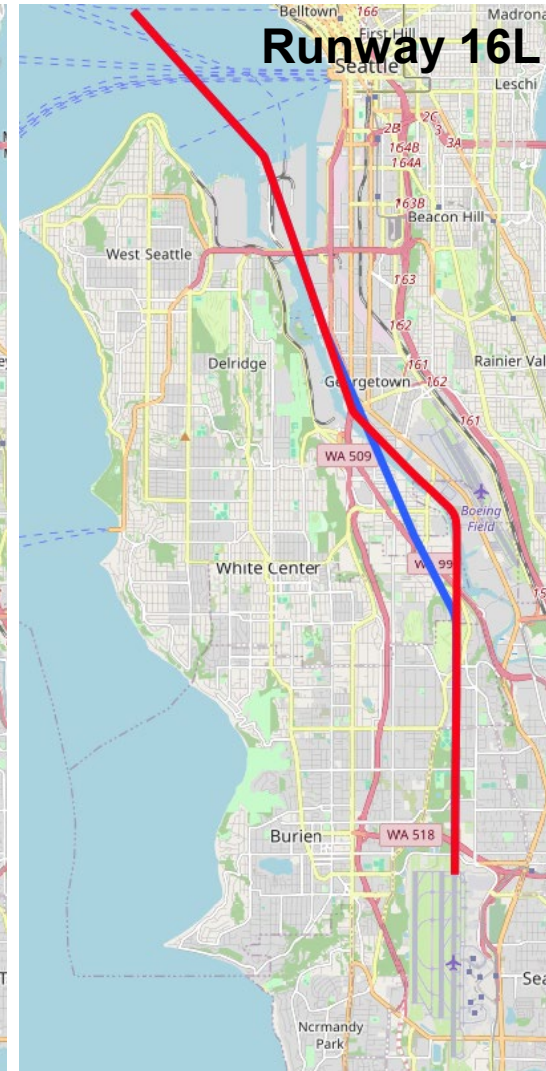 Belltown
166
Madrona
First Hill
Runway 16L
Seattle
Leschi
2B
2C
3
3A
164B
164A
163B
Beacon Hill
West Seattle
163
162
Delridge
161
Rainier Val
Georgetown
162
161
WA 509
Boeing
Field
WA 99
White Center
15
Burien
WA 518
Sea
Normandy
Park